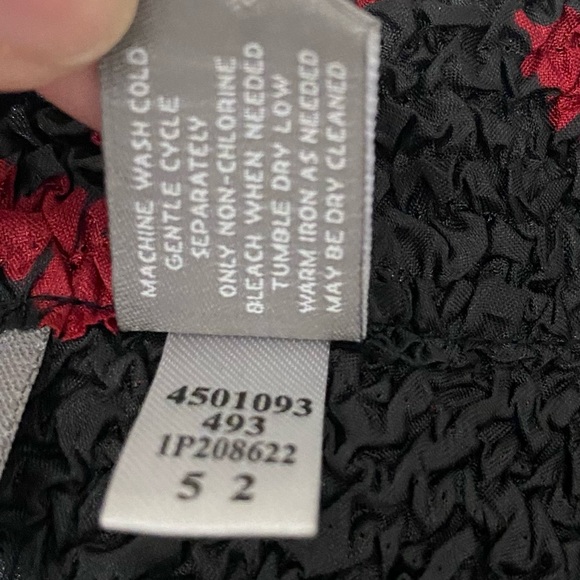 MACHINE WASH COLD
GENTLE CYCLE
SEPARATELY
ONLY NON-CHLORINE
BLEACH WHEN NEEDED
TUMBLE DRY LOW
WARM IRON AS NEEDED
MAY BE DRY CLEANED
4501093
493
1P208622
5 2